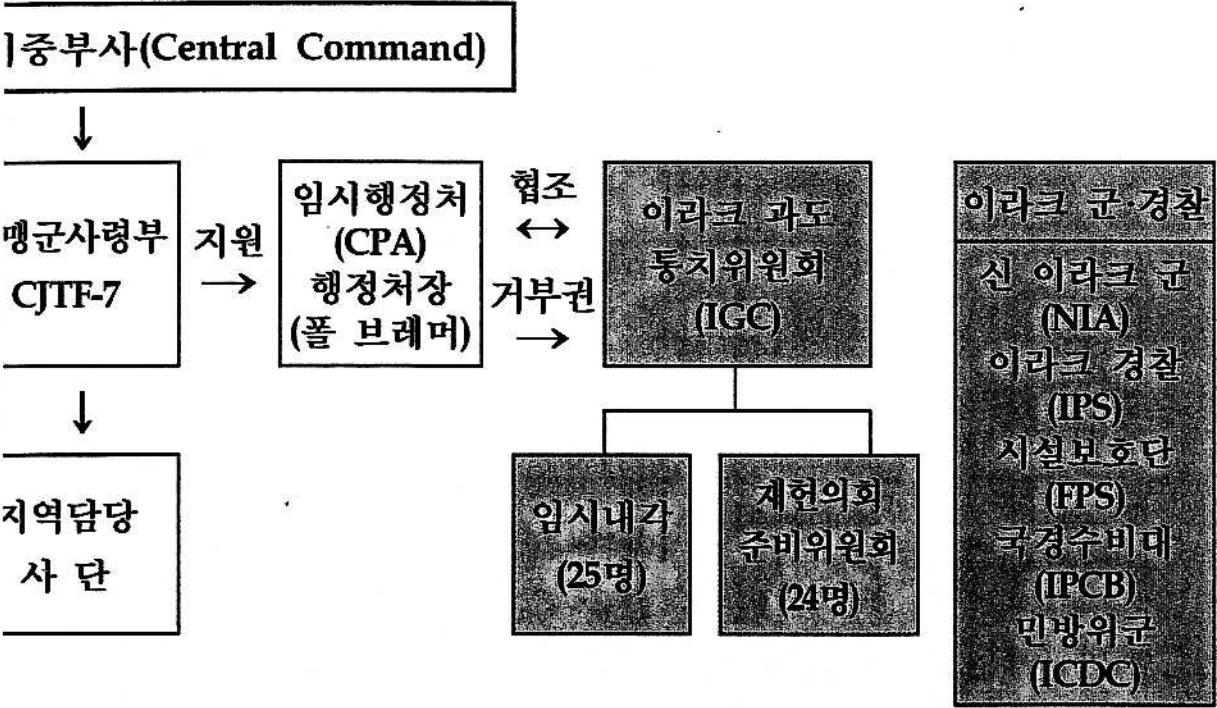 중부사(Central Command)
맹군사령부
CJTF-7
지원
임시행정처
(CPA)
행정처장
(폴 브레머)
협조
거부권
이라크 과도
통치위원회
(IGC)
지역담당
사 단
임시내각
(25명)
재헌의회
준비위원회
(24명)
이라크 군·경찰
신 이라크 군
(NIA)
이라크 경찰
(IPS)
시설보호단
(FPS)
국경수비대
(IPCB)
민방위군
(ICDC)